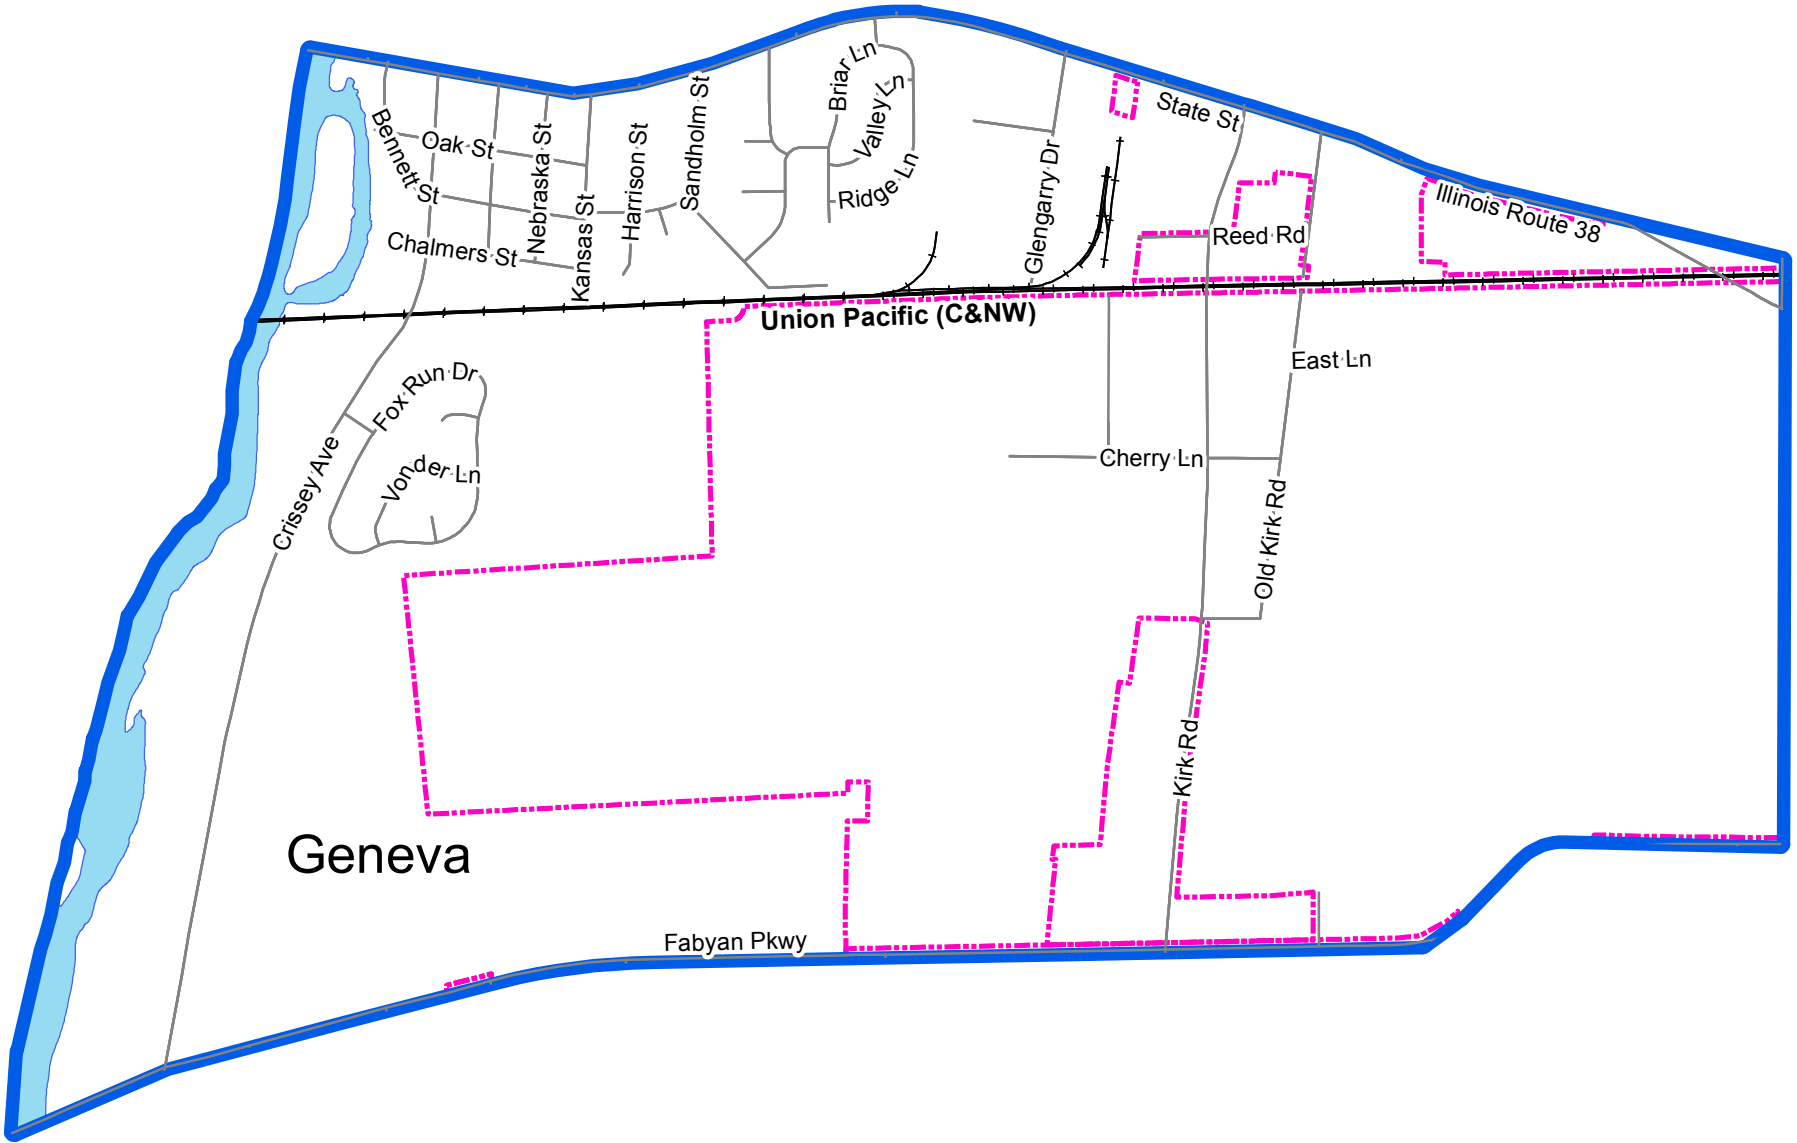 Briar Ln
Valley Ln
Ridge Ln
State St
Bennett St
Oak St
Nebraska St
Kansas St
Harrison St
Sandholm St
Glengarry Dr
Chalmers St
Reed Rd
Illinois Route 38
Union Pacific (C&NW)
East Ln
Fox Run Dr
Von der Ln
Crissey Ave
Cherry Ln
Old Kirk Rd
Kirk Rd
Geneva
Fabyan Pkwy